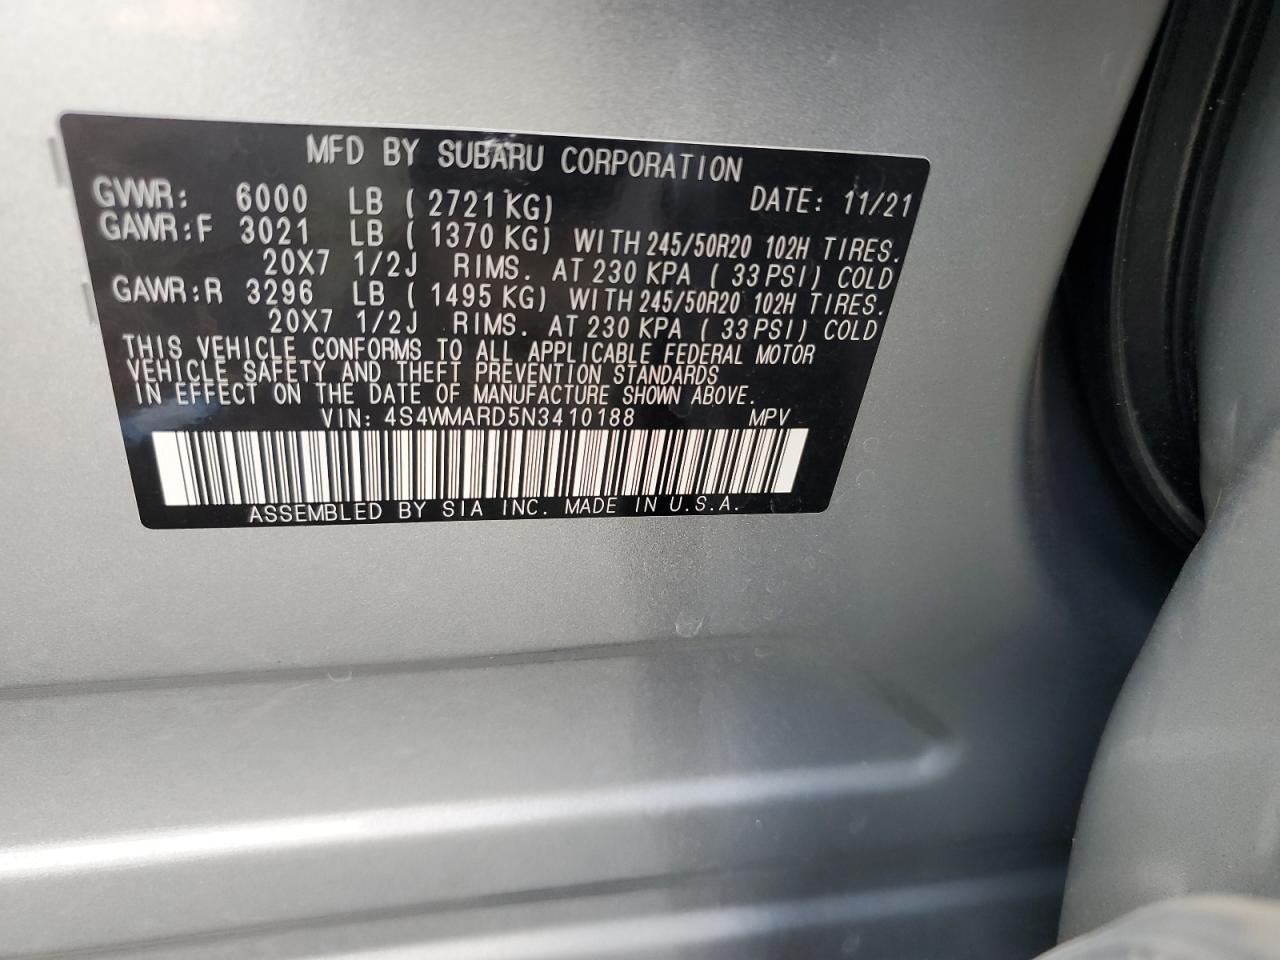 MFD BY SUBARU CORPORATION
GVWR: 6000 LB ( 2721 KG) DATE: 11/21
GAWR:F 3021 LB ( 1370 KG) WITH 245/50R20 102H TIRES.
20X7 1/2J RIMS. AT 230 KPA ( 33 PSI) COLD
GAWR:R 3296 LB ( 1495 KG) WITH 245/50R20 102H TIRES.
20X7 1/2J RIMS. AT 230 KPA ( 33 PSI) COLD
THIS VEHICLE CONFORMS TO ALL APPLICABLE FEDERAL MOTOR
VEHICLE SAFETY AND THEFT PREVENTION STANDARDS
IN EFFECT ON THE DATE OF MANUFACTURE SHOWN ABOVE.
VIN: 4S4WMARD5N3410188 MPV
ASSEMBLED BY SIA INC. MADE IN U.S.A.